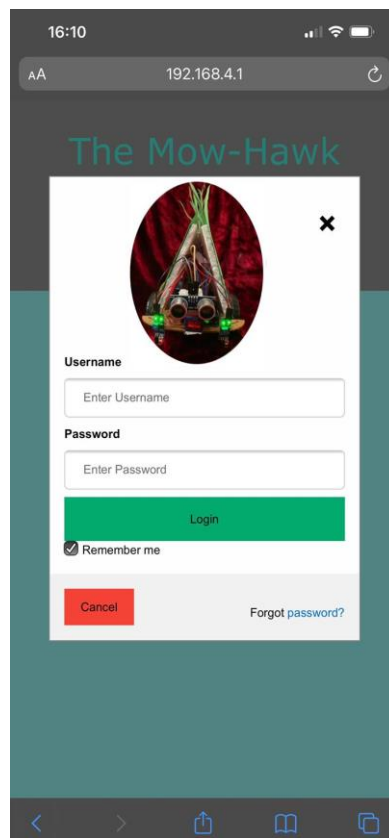 16:10
AA 192.168.4.1
The Mow-Hawk
Username
Enter Username
Password
Enter Password
Login
Remember me
Cancel
Forgot password?